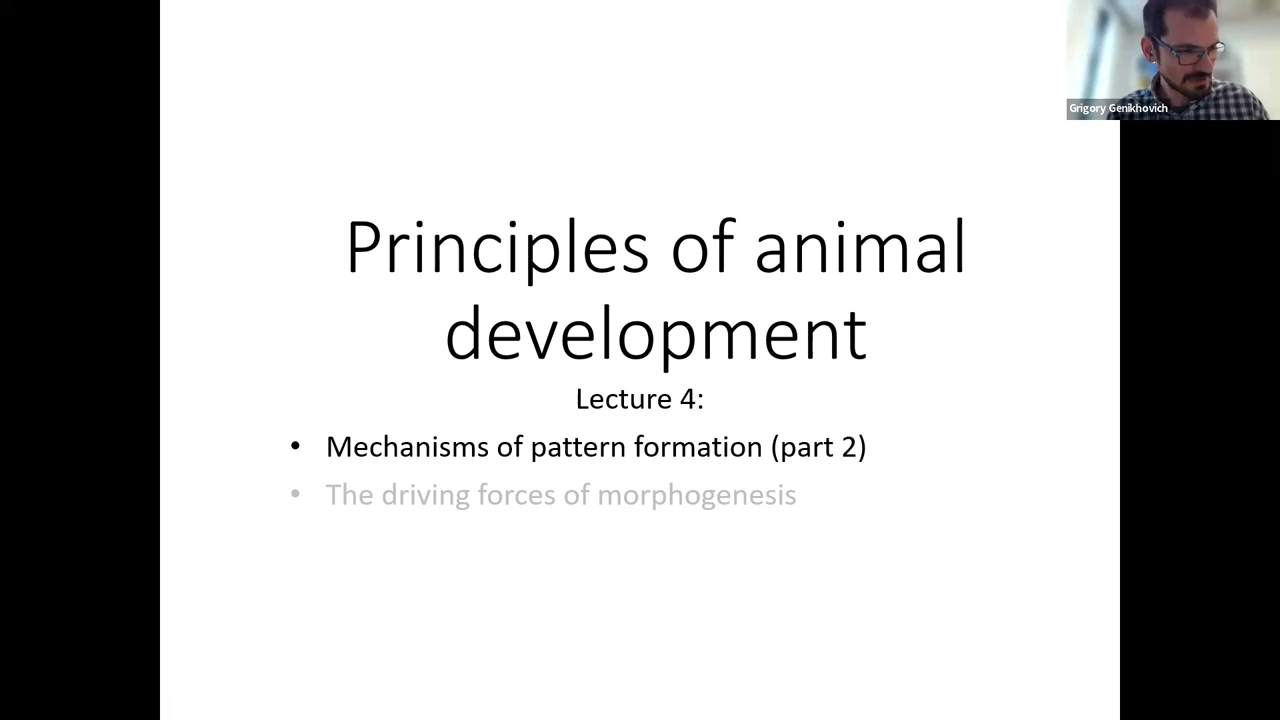 Grigory Genikhovich
Principles of animal
development
Lecture 4:
• Mechanisms of pattern formation (part 2)
• The driving forces of morphogenesis